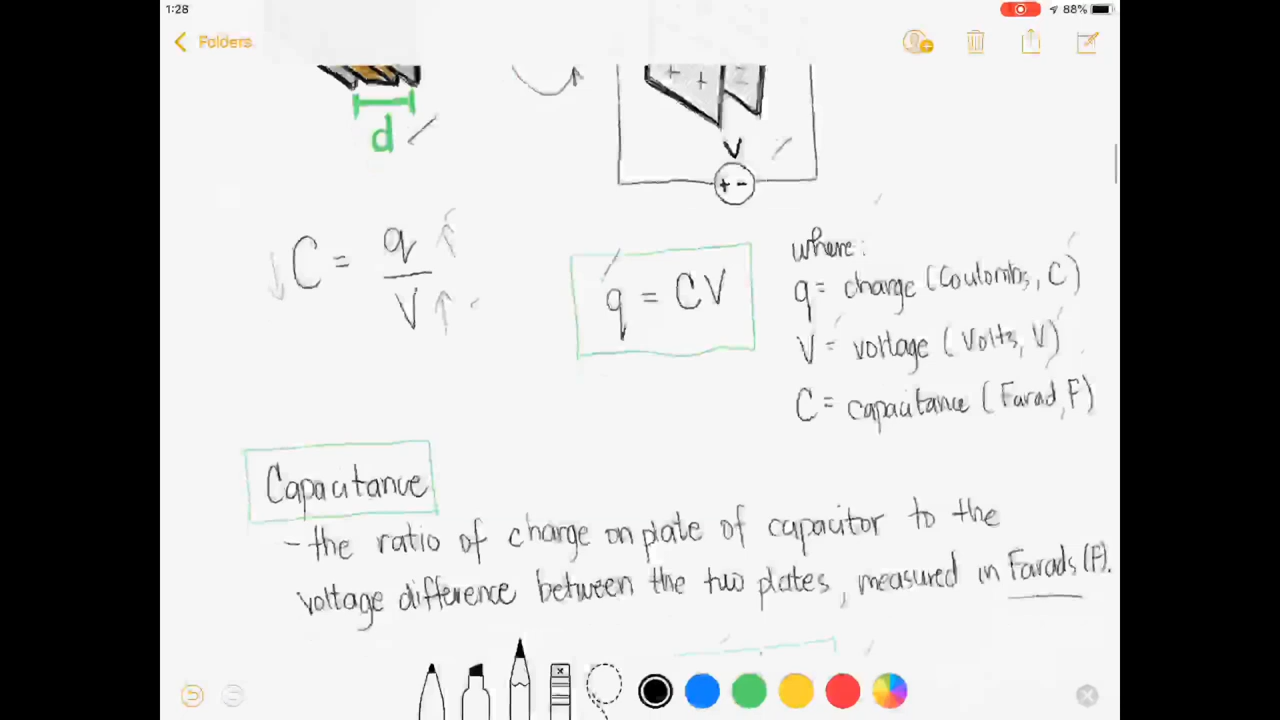 1:28
88%
Folders
+ +
d
V
+ -
C = q
V
q = CV
where:
q = charge (Coulombs, C)
V = voltage (Volts, V)
C = capacitance (Farad, F)
Capacitance
- the ratio of charge on plate of capacitor to the
voltage difference between the two plates, measured in Farads (F).